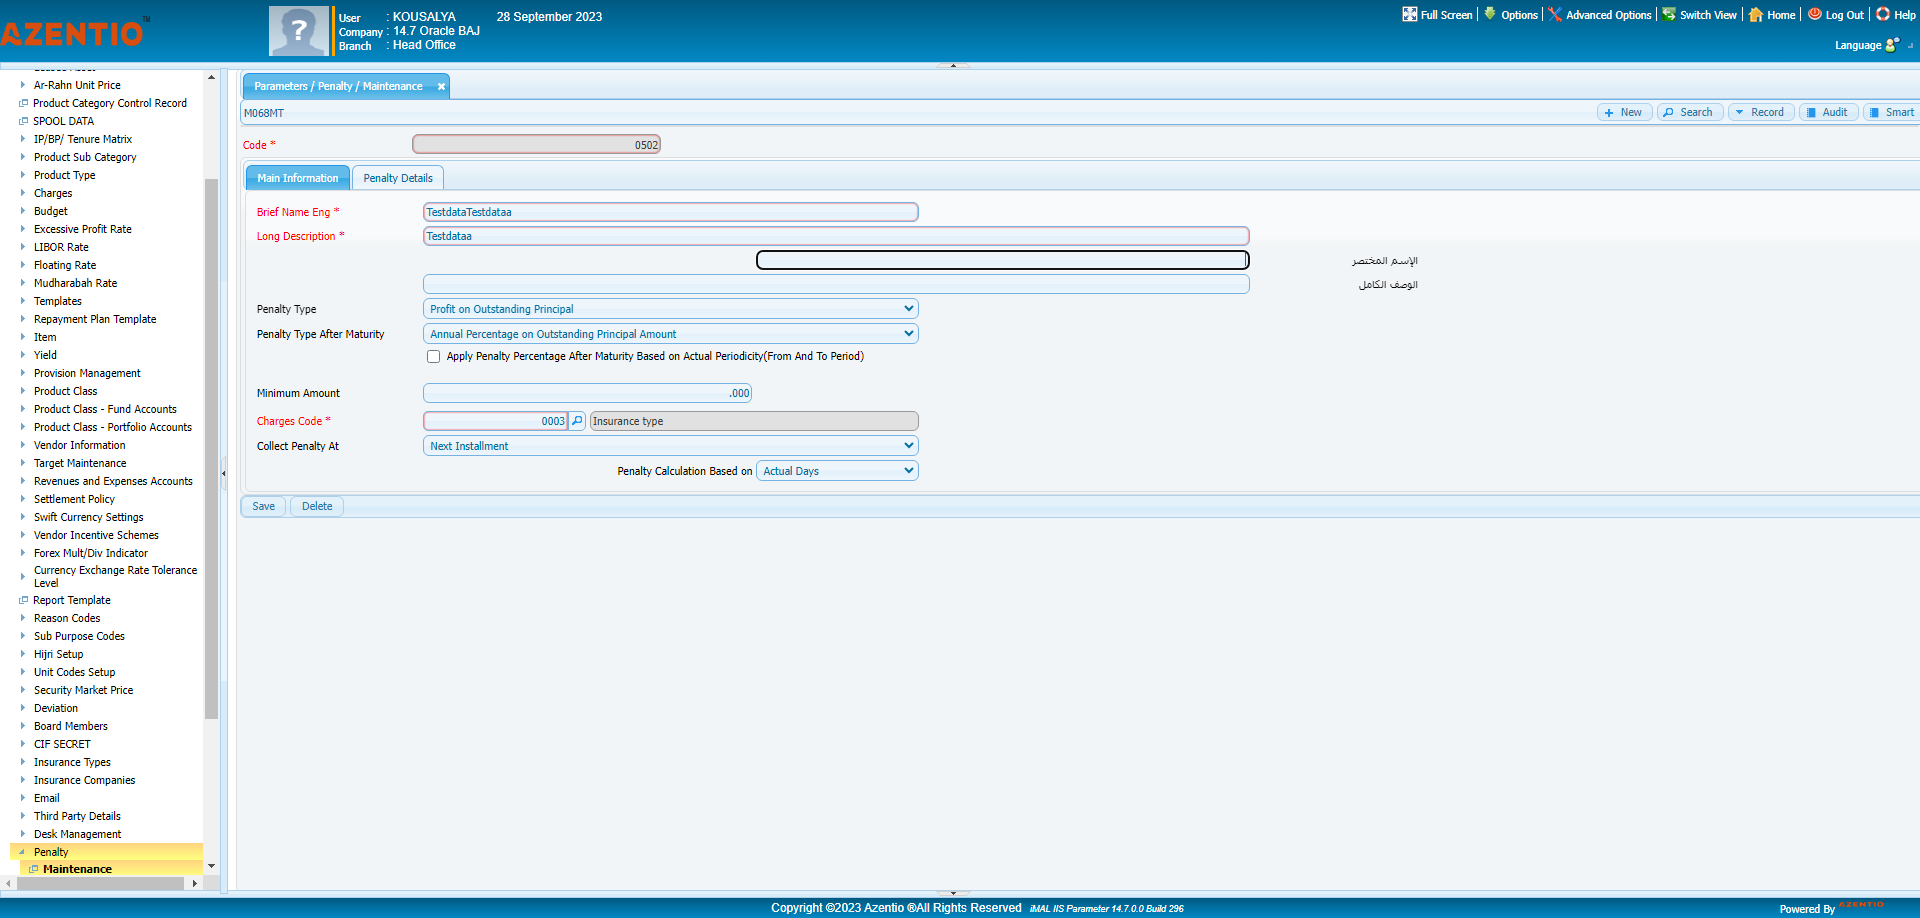 AZENTIO™
User : KOUSALYA 28 September 2023
Company : 14.7 Oracle BAJ
Branch : Head Office
Full Screen
Options
Advanced Options
Switch View
Home
Log Out
Help
Language
Ar-Rahn Unit Price
Product Category Control Record
SPOOL DATA
IP/BP/ Tenure Matrix
Product Sub Category
Product Type
Charges
Budget
Excessive Profit Rate
LIBOR Rate
Floating Rate
Mudharabah Rate
Templates
Repayment Plan Template
Item
Yield
Provision Management
Product Class
Product Class - Fund Accounts
Product Class - Portfolio Accounts
Vendor Information
Target Maintenance
Revenues and Expenses Accounts
Settlement Policy
Swift Currency Settings
Vendor Incentive Schemes
Forex Mult/Div Indicator
Currency Exchange Rate Tolerance
Level
Report Template
Reason Codes
Sub Purpose Codes
Hijri Setup
Unit Codes Setup
Security Market Price
Deviation
Board Members
CIF SECRET
Insurance Types
Insurance Companies
Email
Third Party Details
Desk Management
Penalty
Maintenance
Parameters / Penalty / Maintenance
M068MT
New
Search
Record
Audit
Smart
Code * 0502
Main Information
Penalty Details
Brief Name Eng * TestdataTestdataa
Long Description * Testdataa
الإسم المختصر
الوصف الكامل
Penalty Type Profit on Outstanding Principal
Penalty Type After Maturity Annual Percentage on Outstanding Principal Amount
Apply Penalty Percentage After Maturity Based on Actual Periodicity(From And To Period)
Minimum Amount .000
Charges Code * 0003 Insurance type
Collect Penalty At Next Installment
Penalty Calculation Based on Actual Days
Save
Delete
Copyright ©2023 Azentio ®All Rights Reserved iMAL IIS Parameter 14.7.0.0 Build 296
Powered By AZENTIO